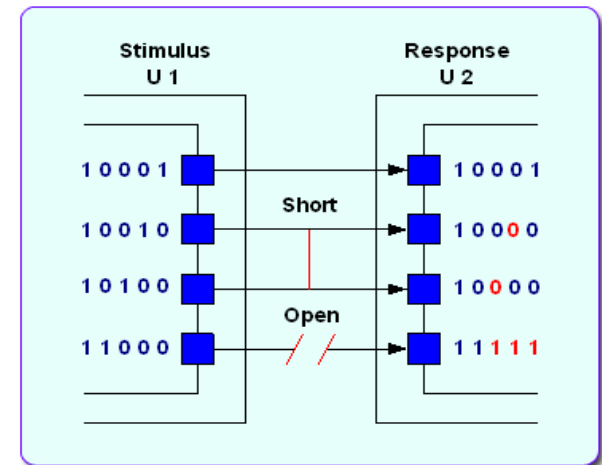 Stimulus Response
U 1 U 2
1 0 0 0 1 1 0 0 0 1
Short
1 0 0 1 0 1 0 0 0 0
1 0 1 0 0 1 0 0 0 0
Open
1 1 0 0 0 1 1 1 1 1